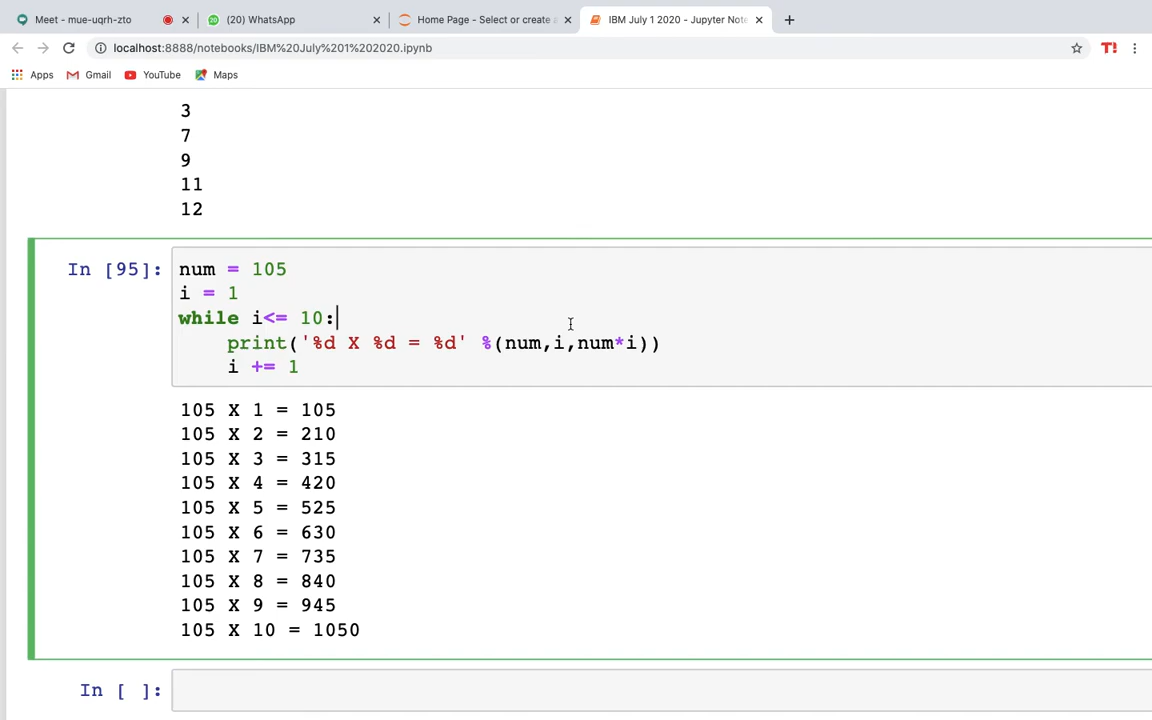 Meet - mue-uqrh-zto
(20) WhatsApp
Home Page - Select or create a
IBM July 1 2020 - Jupyter Note
localhost:8888/notebooks/IBM%20July%201%202020.ipynb
T!
Apps
Gmail
YouTube
Maps
3
7
9
11
12
In [95]:
num = 105
i = 1
while i<= 10:
print('%d X %d = %d' %(num,i,num*i))
i += 1
105 X 1 = 105
105 X 2 = 210
105 X 3 = 315
105 X 4 = 420
105 X 5 = 525
105 X 6 = 630
105 X 7 = 735
105 X 8 = 840
105 X 9 = 945
105 X 10 = 1050
In [ ]: